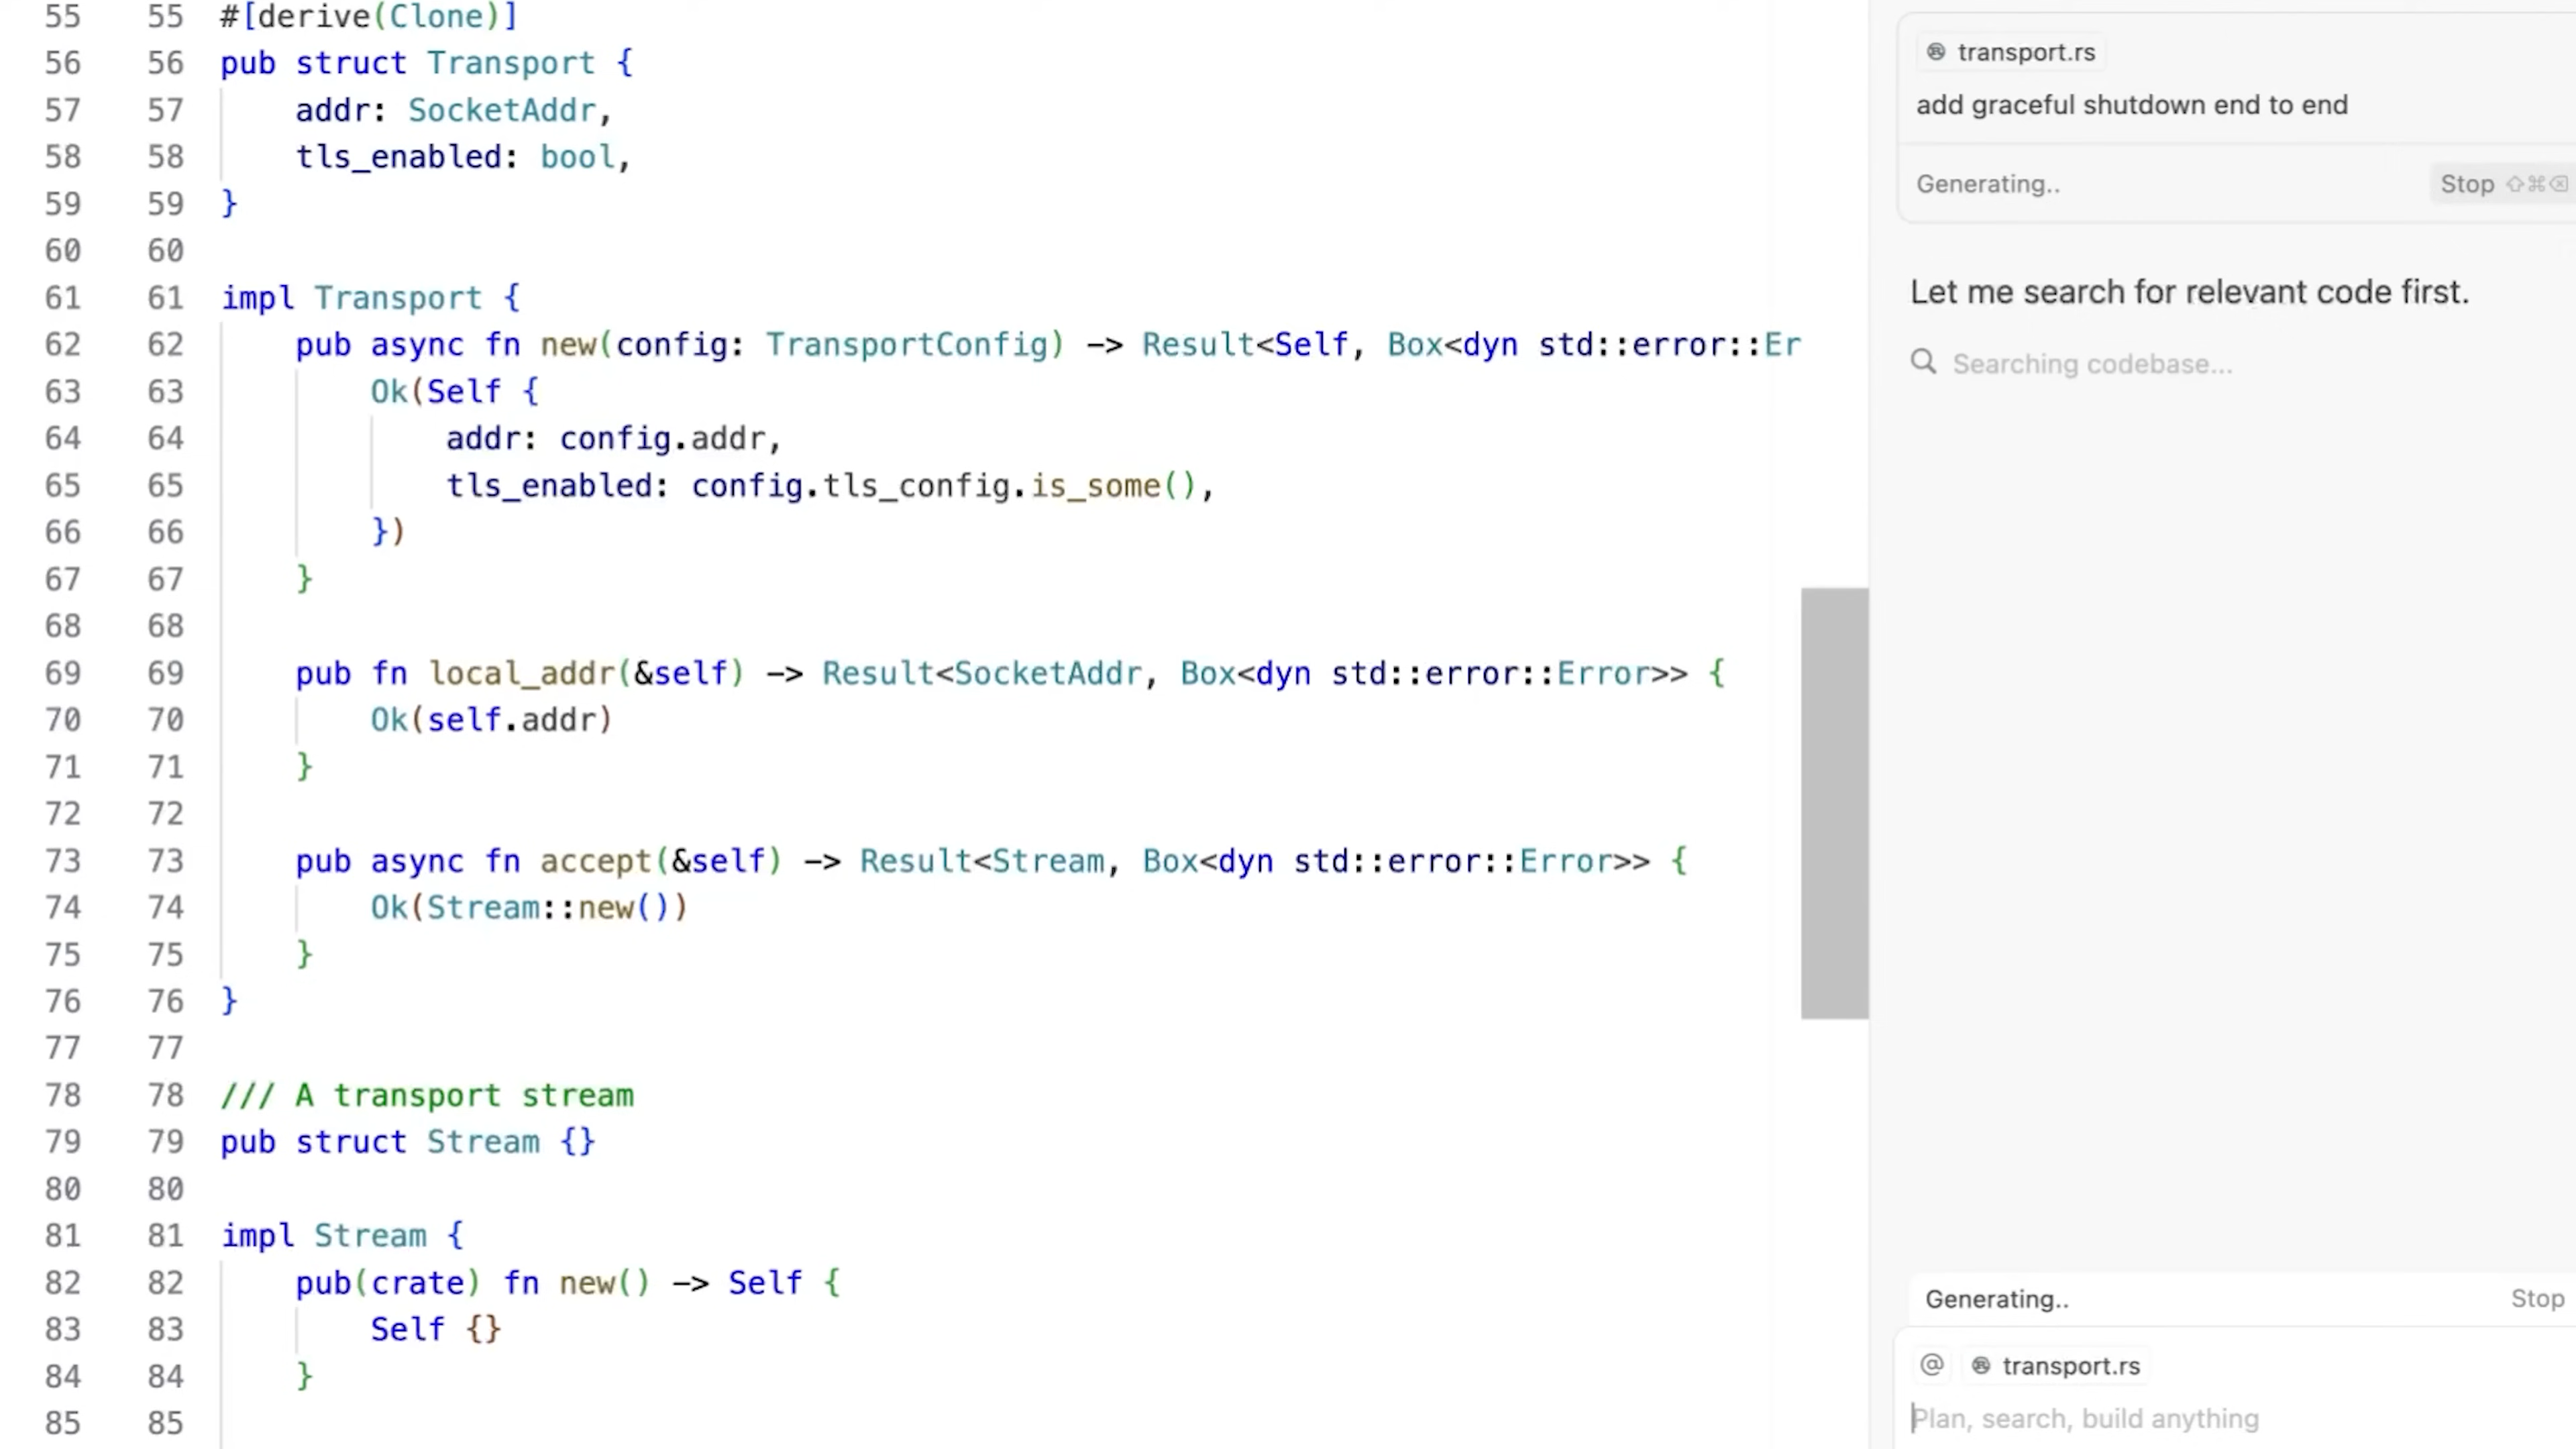 55 55 #[derive(Clone)]
56 56 pub struct Transport {
57 57     addr: SocketAddr,
58 58     tls_enabled: bool,
59 59 }
60 60
61 61 impl Transport {
62 62     pub async fn new(config: TransportConfig) -> Result<Self, Box<dyn std::error::Er
63 63         Ok(Self {
64 64             addr: config.addr,
65 65             tls_enabled: config.tls_config.is_some(),
66 66         })
67 67     }
68 68
69 69     pub fn local_addr(&self) -> Result<SocketAddr, Box<dyn std::error::Error>> {
70 70         Ok(self.addr)
71 71     }
72 72
73 73     pub async fn accept(&self) -> Result<Stream, Box<dyn std::error::Error>> {
74 74         Ok(Stream::new())
75 75     }
76 76 }
77 77
78 78 /// A transport stream
79 79 pub struct Stream {}
80 80
81 81 impl Stream {
82 82     pub(crate) fn new() -> Self {
83 83         Self {}
84 84     }
85 85
transport.rs
add graceful shutdown end to end
Generating.. Stop ⇧⌘⌫
Let me search for relevant code first.
Searching codebase...
Generating.. Stop
@ transport.rs
Plan, search, build anything